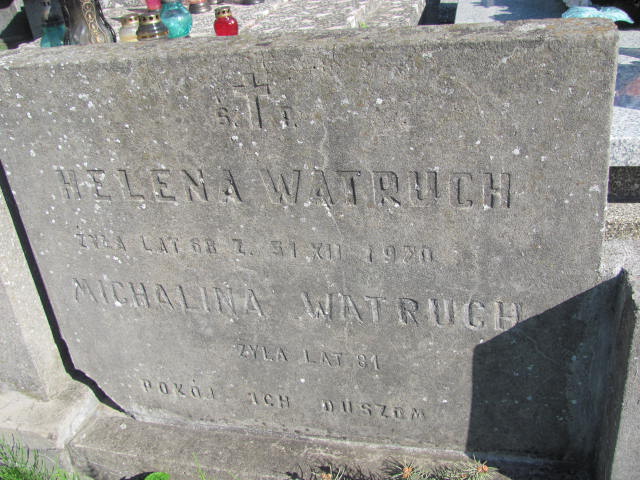 Ś. P.
HELENA WATRUCH
ŻYŁA LAT 68 Z. 31 XII 1970
MICHALINA WATRUCH
ŻYŁA LAT 81
POKÓJ ICH DUSZOM